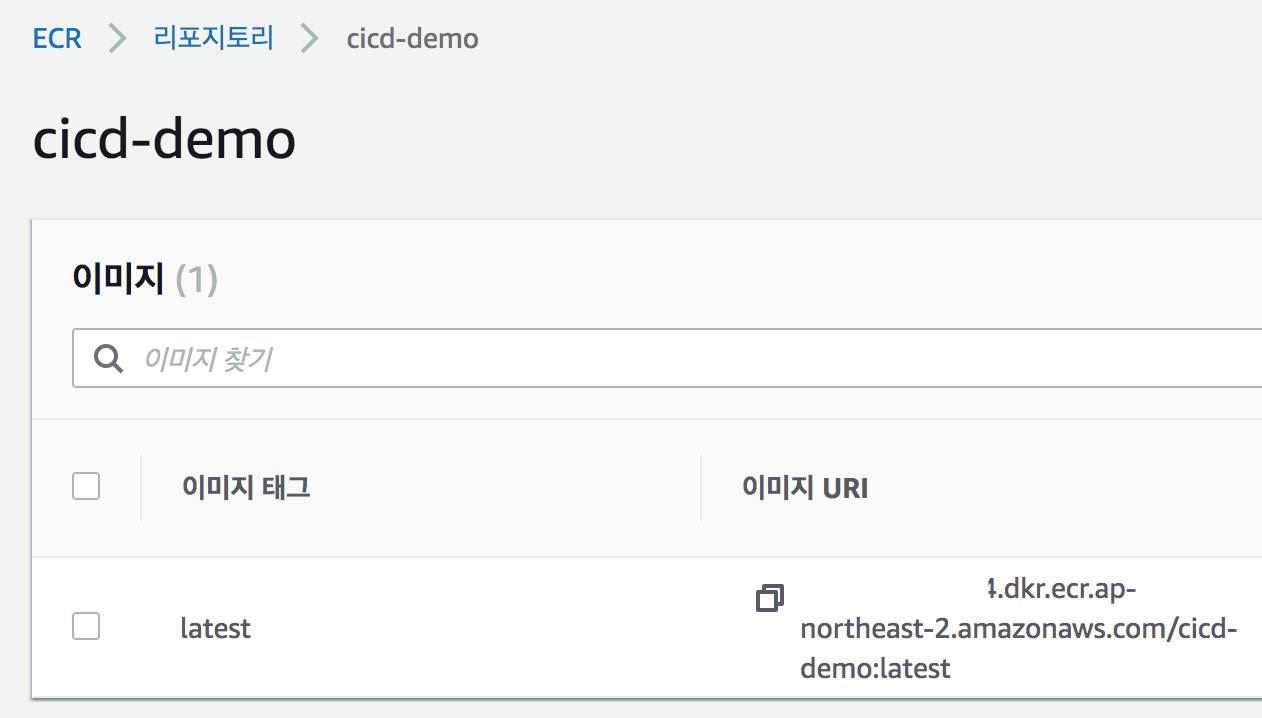 ECR > 리포지토리 > cicd-demo
cicd-demo
이미지 (1)
이미지 찾기
이미지 태그
이미지 URI
latest
.dkr.ecr.ap-
northeast-2.amazonaws.com/cicd-
demo:latest